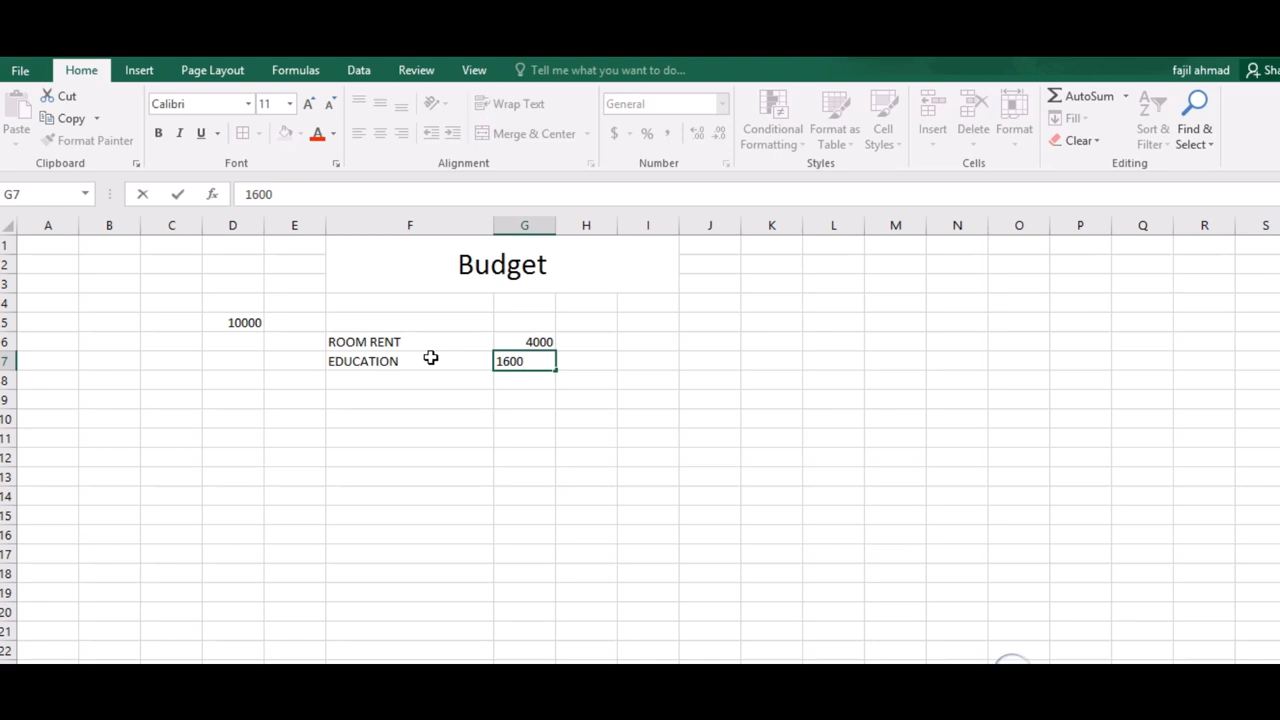 File Home Insert Page Layout Formulas Data Review View Tell me what you want to do... fajil ahmad Sha
Cut
Copy
Format Painter
Paste
Clipboard
Calibri 11 A A
B I U A
Font
Wrap Text
Merge & Center
Alignment
General
$ % , .00 .00
Number
Conditional Formatting
Format as Table
Cell Styles
Styles
Insert Delete Format
Cells
AutoSum
Fill
Clear
Sort & Filter
Find & Select
Editing
G7 fx 1600
A B C D E F G H I J K L M N O P Q R S
1
2 Budget
3
4
5 10000
6 ROOM RENT 4000
7 EDUCATION 1600
8
9
10
11
12
13
14
15
16
17
18
19
20
21
22